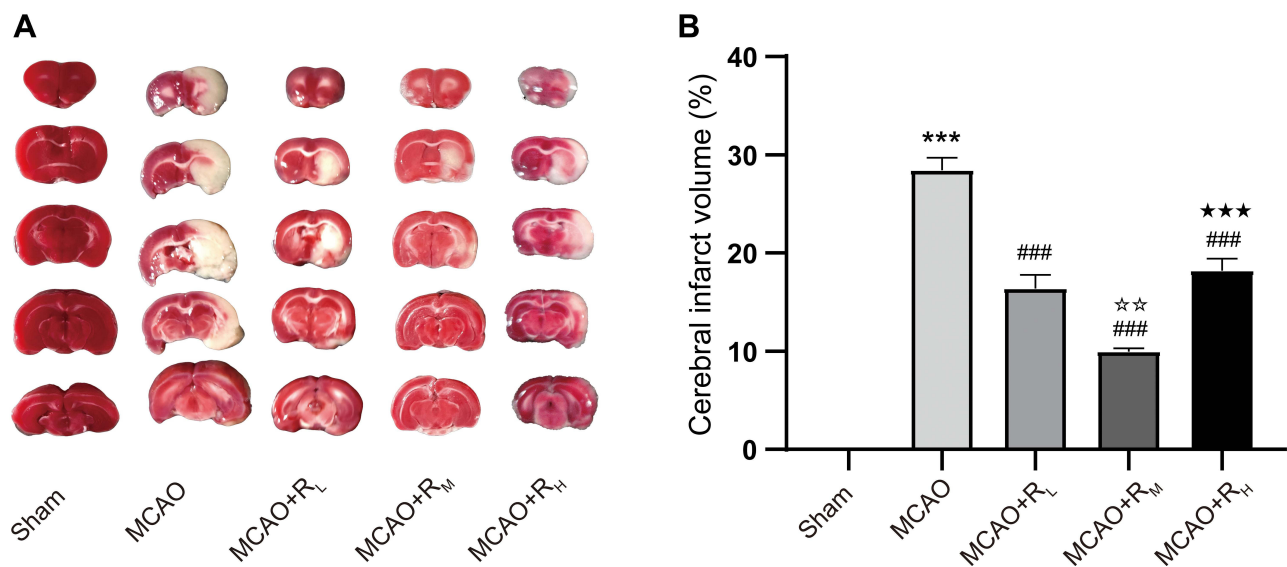 A
Sham
MCAO
MCAO+RL
MCAO+RM
MCAO+RH
B
Cerebral infarct volume (%)
40
30
20
10
0
***
###
☆☆
###
★★★
###
Sham
MCAO
MCAO+RL
MCAO+RM
MCAO+RH